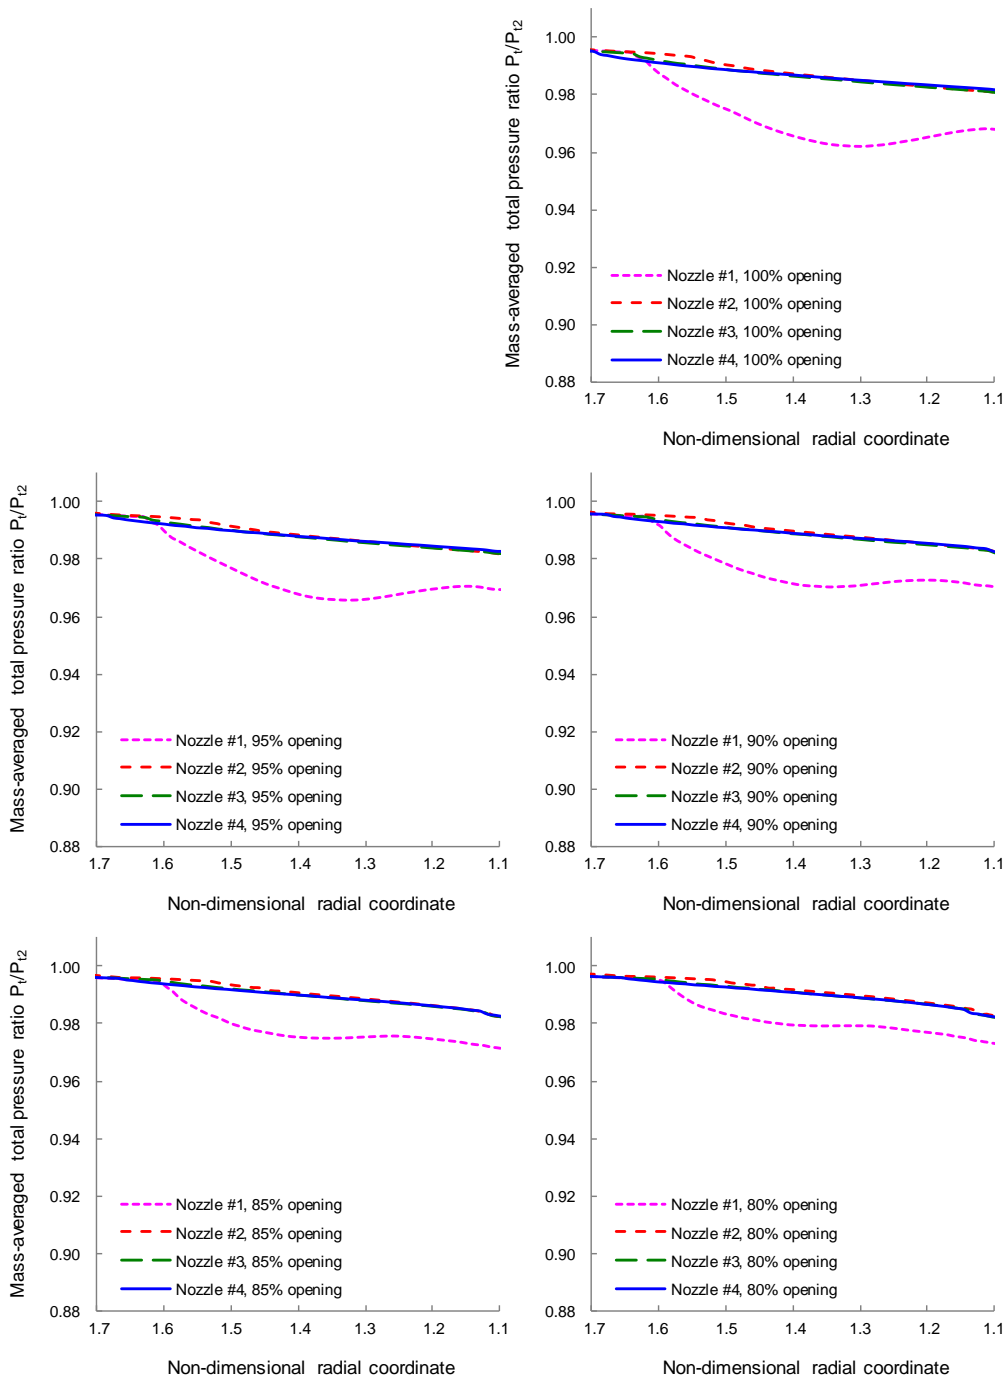 Mass-averaged total pressure ratio Pt/Pt2
1.00
0.98
0.96
0.94
0.92
0.90
0.88
Nozzle #1, 100% opening
Nozzle #2, 100% opening
Nozzle #3, 100% opening
Nozzle #4, 100% opening
1.7 1.6 1.5 1.4 1.3 1.2 1.1
Non-dimensional radial coordinate
Mass-averaged total pressure ratio Pt/Pt2
1.00
0.98
0.96
0.94
0.92
0.90
0.88
Nozzle #1, 95% opening
Nozzle #2, 95% opening
Nozzle #3, 95% opening
Nozzle #4, 95% opening
1.7 1.6 1.5 1.4 1.3 1.2 1.1
Non-dimensional radial coordinate
1.00
0.98
0.96
0.94
0.92
0.90
0.88
Nozzle #1, 90% opening
Nozzle #2, 90% opening
Nozzle #3, 90% opening
Nozzle #4, 90% opening
1.7 1.6 1.5 1.4 1.3 1.2 1.1
Non-dimensional radial coordinate
Mass-averaged total pressure ratio Pt/Pt2
1.00
0.98
0.96
0.94
0.92
0.90
0.88
Nozzle #1, 85% opening
Nozzle #2, 85% opening
Nozzle #3, 85% opening
Nozzle #4, 85% opening
1.7 1.6 1.5 1.4 1.3 1.2 1.1
Non-dimensional radial coordinate
1.00
0.98
0.96
0.94
0.92
0.90
0.88
Nozzle #1, 80% opening
Nozzle #2, 80% opening
Nozzle #3, 80% opening
Nozzle #4, 80% opening
1.7 1.6 1.5 1.4 1.3 1.2 1.1
Non-dimensional radial coordinate